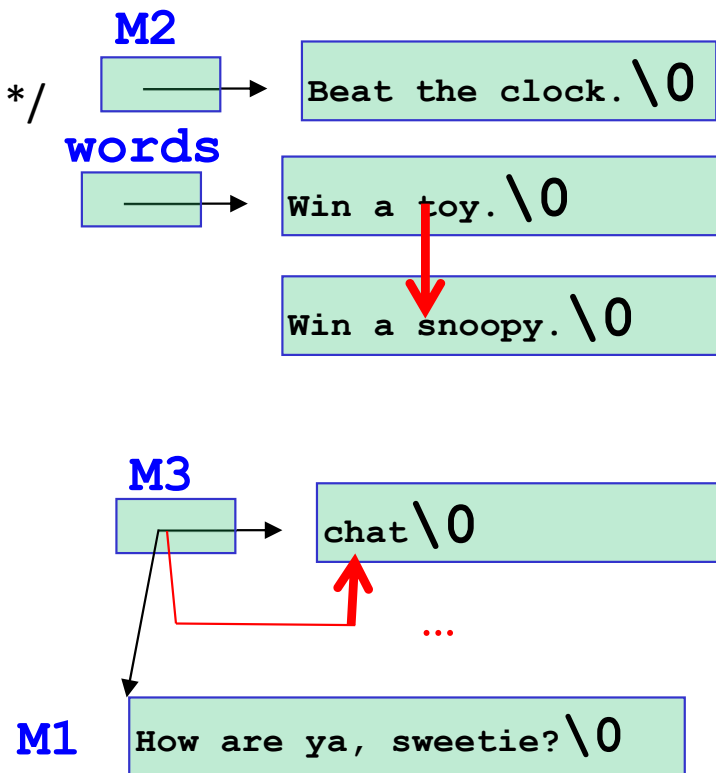 M2
*/
Beat the clock.\0
words
Win a toy.\0
Win a snoopy.\0
M3
chat\0
...
M1
How are ya, sweetie?\0